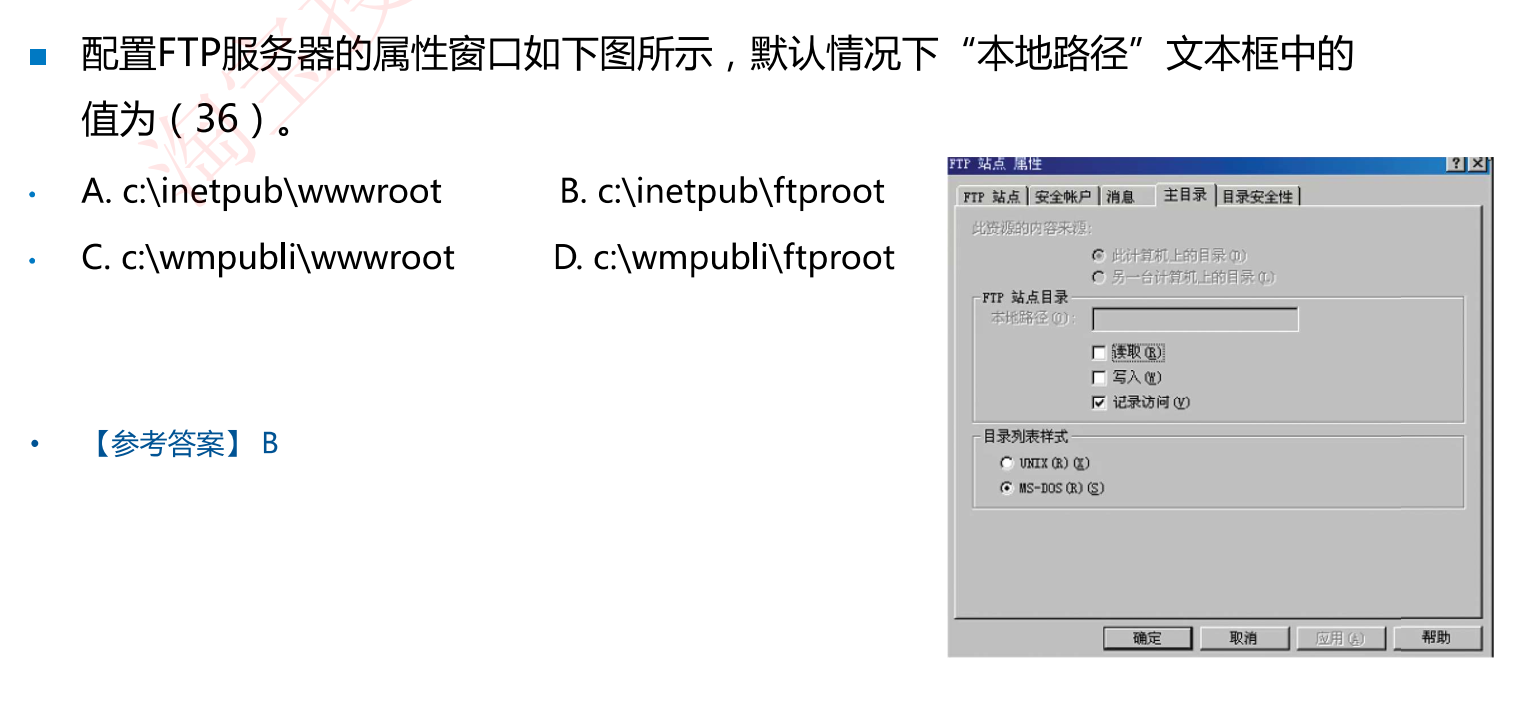 配置FTP服务器的属性窗口如下图所示，默认情况下“本地路径”文本框中的
值为（36）。
A. c:\inetpub\wwwroot B. c:\inetpub\ftproot
C. c:\wmpubli\wwwroot D. c:\wmpubli\ftproot
【参考答案】 B
FTP 站点 属性
FTP 站点 安全帐户 消息 主目录 目录安全性
此资源的内容来源:
此计算机上的目录(D)
另一台计算机上的目录(L)
FTP 站点目录
本地路径(O):
读取(R)
写入(W)
记录访问(V)
目录列表样式
UNIX(R)(X)
MS-DOS(R)(S)
确定 取消 应用(A) 帮助
淘宝